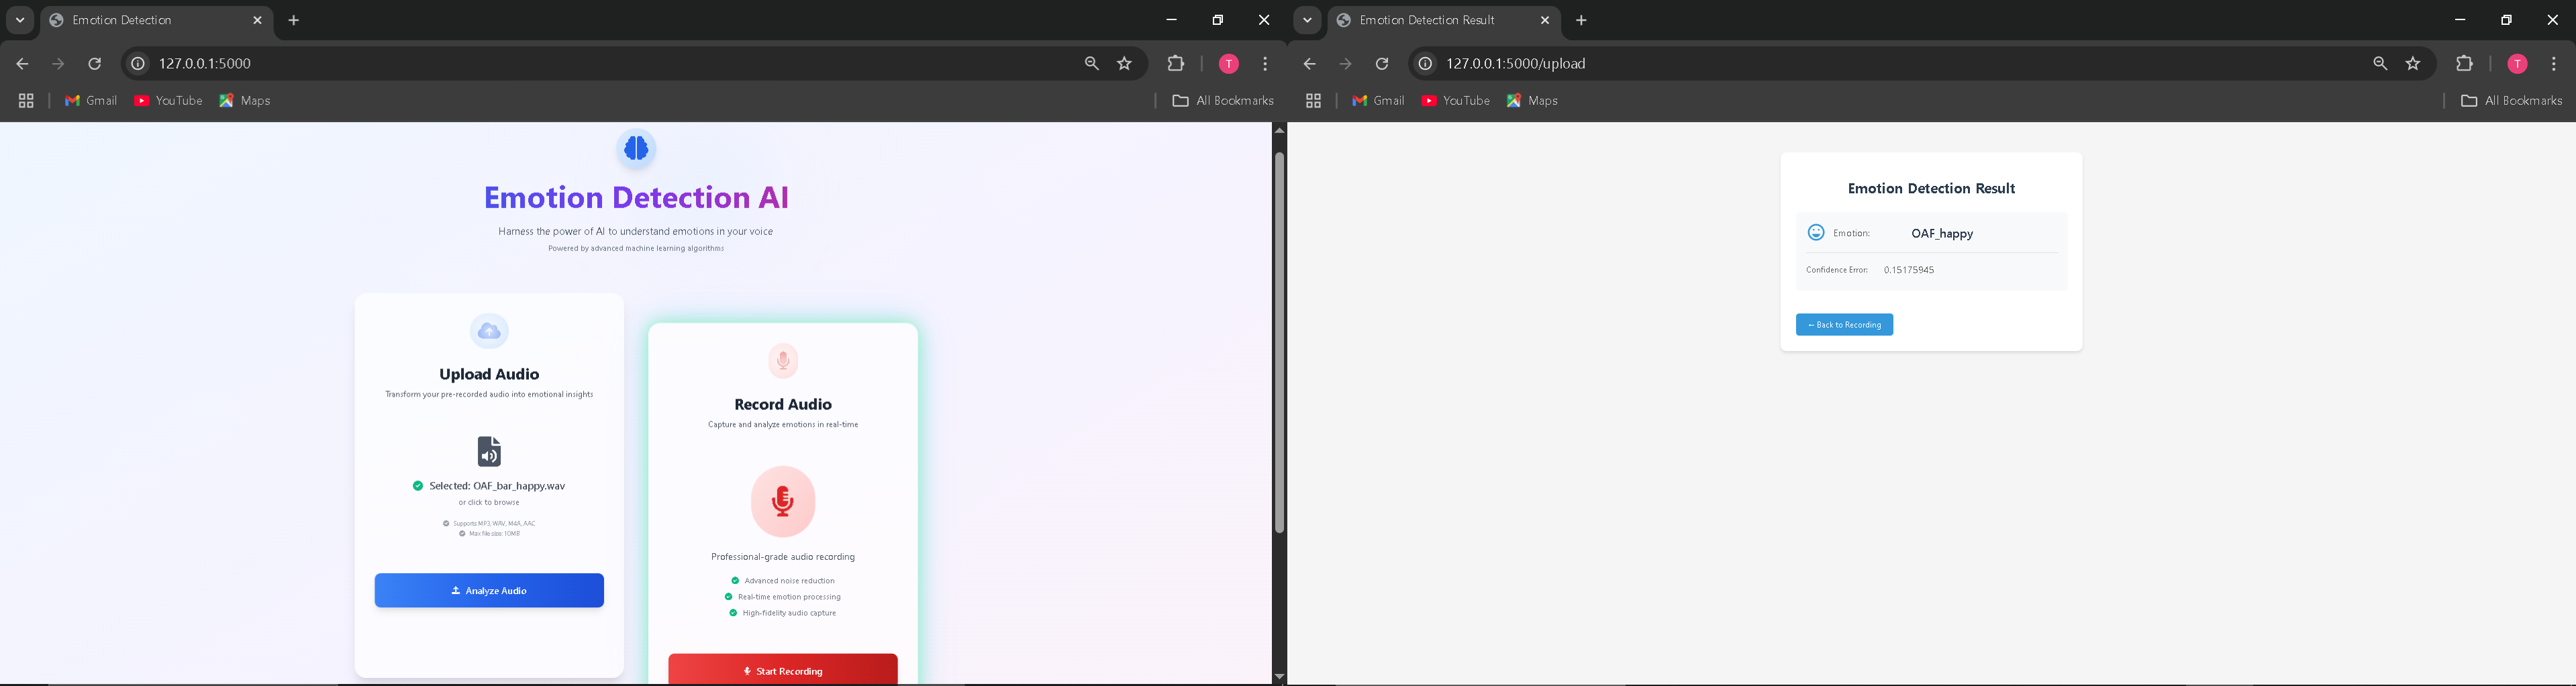 Emotion Detection
127.0.0.1:5000
Gmail
YouTube
Maps
All Bookmarks
Emotion Detection AI
Harness the power of AI to understand emotions in your voice
Powered by advanced machine learning algorithms
Upload Audio
Transform your pre-recorded audio into emotional insights
Selected: OAF_bar_happy.wav
or click to browse
Supports MP3, WAV, M4A, AAC
Max file size: 10MB
Analyze Audio
Record Audio
Capture and analyze emotions in real-time
Professional-grade audio recording
Advanced noise reduction
Real-time emotion processing
High-fidelity audio capture
Start Recording
Emotion Detection Result
127.0.0.1:5000/upload
T
Gmail
YouTube
Maps
T
All Bookmarks
Emotion Detection Result
Emotion: OAF_happy
Confidence Error: 0.15175945
← Back to Recording